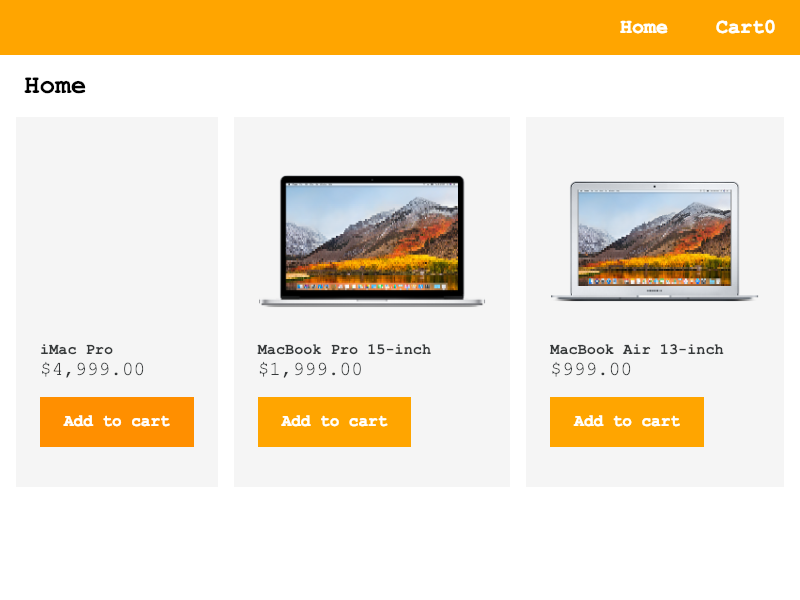 Home Cart0
Home
iMac Pro
$4,999.00
Add to cart
MacBook Pro 15-inch
$1,999.00
Add to cart
MacBook Air 13-inch
$999.00
Add to cart